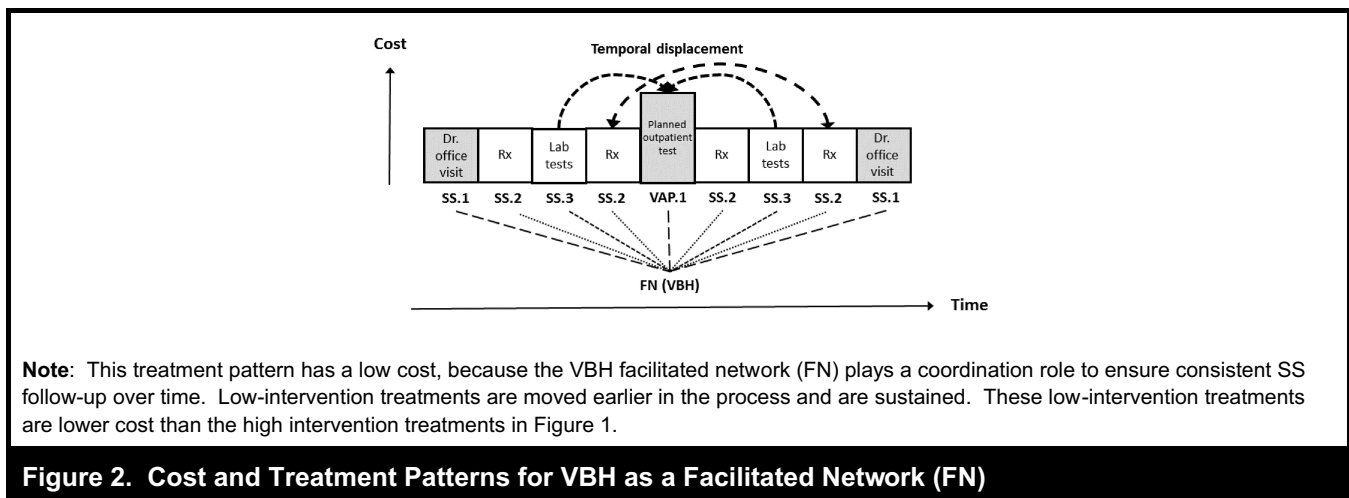 Cost
Temporal displacement
Dr.
office
visit
Rx
Lab
tests
Rx
Planned
outpatient
test
Rx
Lab
tests
Rx
Dr.
office
visit
SS.1 SS.2 SS.3 SS.2 VAP.1 SS.2 SS.3 SS.2 SS.1
FN (VBH)
Time
Note: This treatment pattern has a low cost, because the VBH facilitated network (FN) plays a coordination role to ensure consistent SS
follow-up over time. Low-intervention treatments are moved earlier in the process and are sustained. These low-intervention treatments
are lower cost than the high intervention treatments in Figure 1.
Figure 2. Cost and Treatment Patterns for VBH as a Facilitated Network (FN)